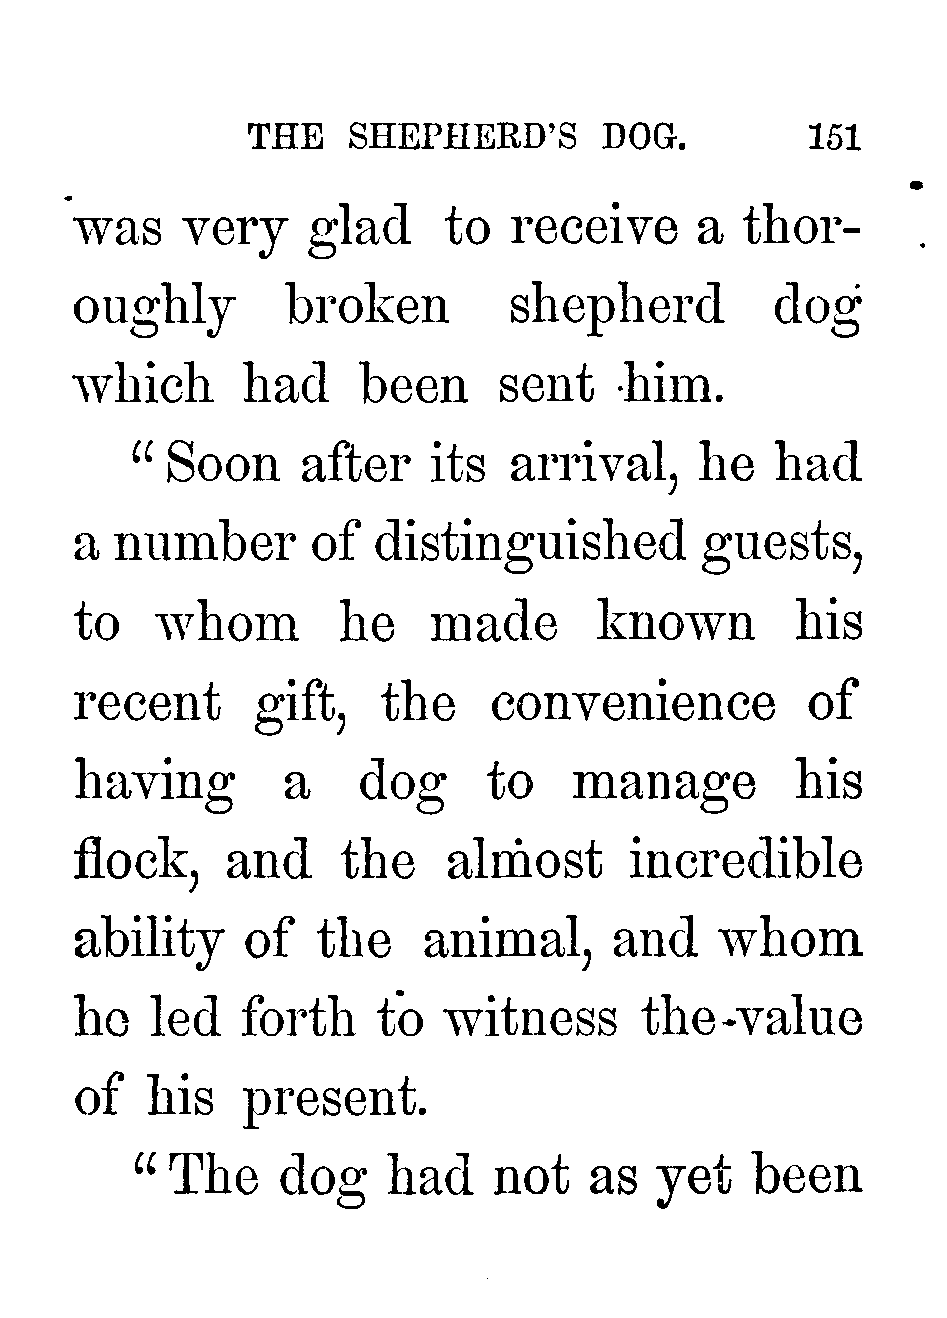 THE SHEPHERD'S DOG. 151
was very glad to receive a thor-
oughly broken shepherd dog
which had been sent him.
"Soon after its arrival, he had
a number of distinguished guests,
to whom he made known his
recent gift, the convenience of
having a dog to manage his
flock, and the almost incredible
ability of the animal, and whom
he led forth to witness the value
of his present.
"The dog had not as yet been